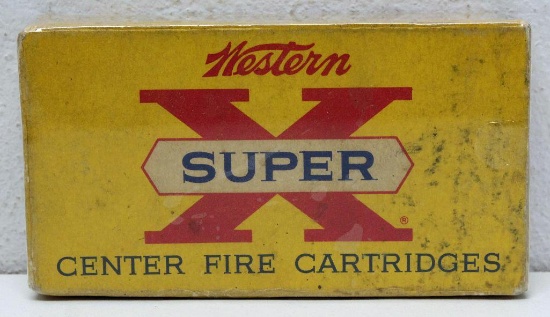 Western
X
SUPER
®
CENTER FIRE CARTRIDGES